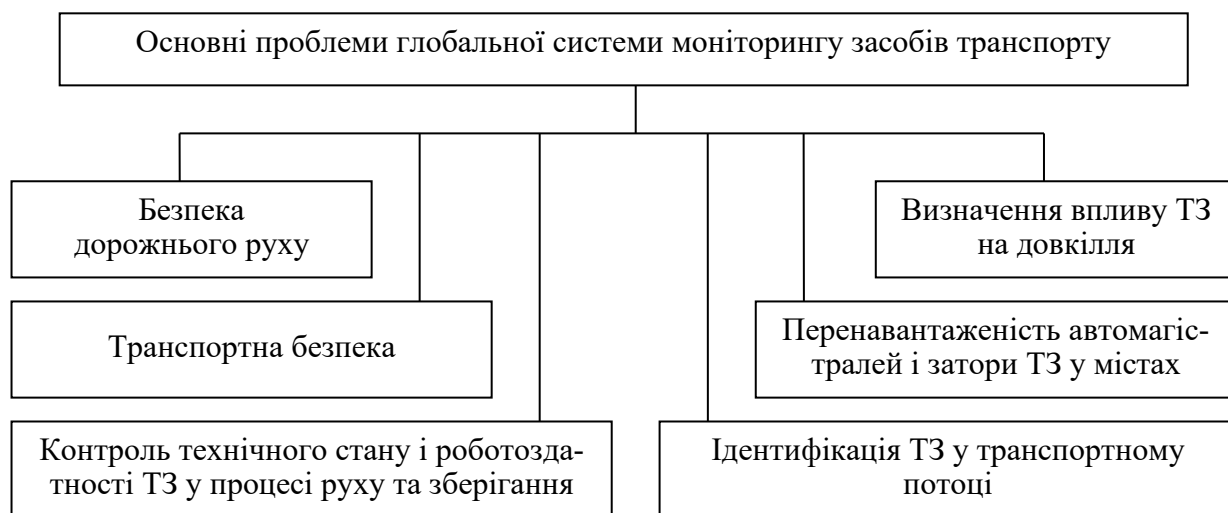 Основні проблеми глобальної системи моніторингу засобів транспорту
Безпека
дорожнього руху
Визначення впливу ТЗ
на довкілля
Транспортна безпека
Перенавантаженість автомагіс-
тралей і затори ТЗ у містах
Контроль технічного стану і роботозда-
тності ТЗ у процесі руху та зберігання
Ідентифікація ТЗ у транспортному
потоці